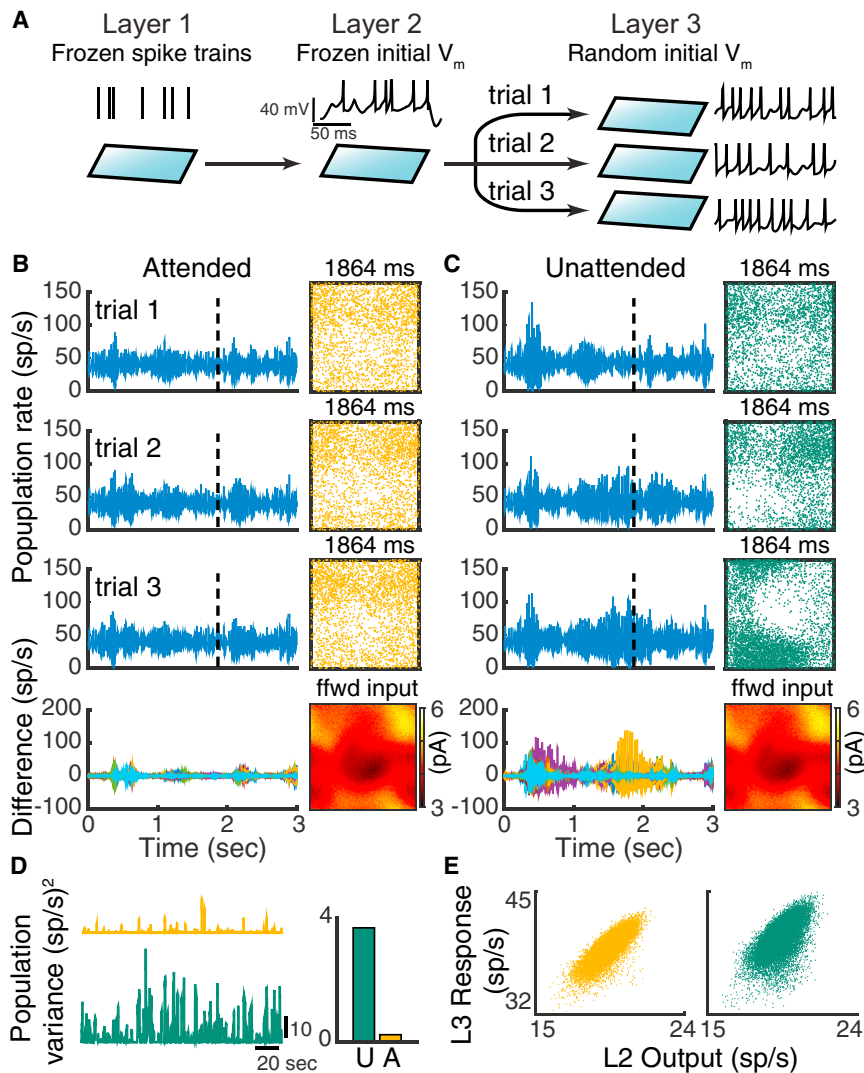 A
Layer 1
Frozen spike trains
Layer 2
Frozen initial Vm
Layer 3
Random initial Vm
40 mV
50 ms
trial 1
trial 2
trial 3
B
Attended
1864 ms
C
Unattended
1864 ms
Popuplation rate (sp/s)
150
100
50
0
trial 1
150
100
50
0
1864 ms
150
100
50
0
trial 2
1864 ms
150
100
50
0
1864 ms
150
100
50
0
trial 3
1864 ms
150
100
50
0
Difference (sp/s)
200
100
0
-100
0
1
2
3
Time (sec)
ffwd input
6
3
(pA)
200
100
0
-100
0
1
2
3
Time (sec)
ffwd input
6
3
(pA)
D
Population variance (sp/s)2
10
20 sec
4
0
U A
E
L3 Response
(sp/s)
45
32
15
24
15
24
L2 Output (sp/s)